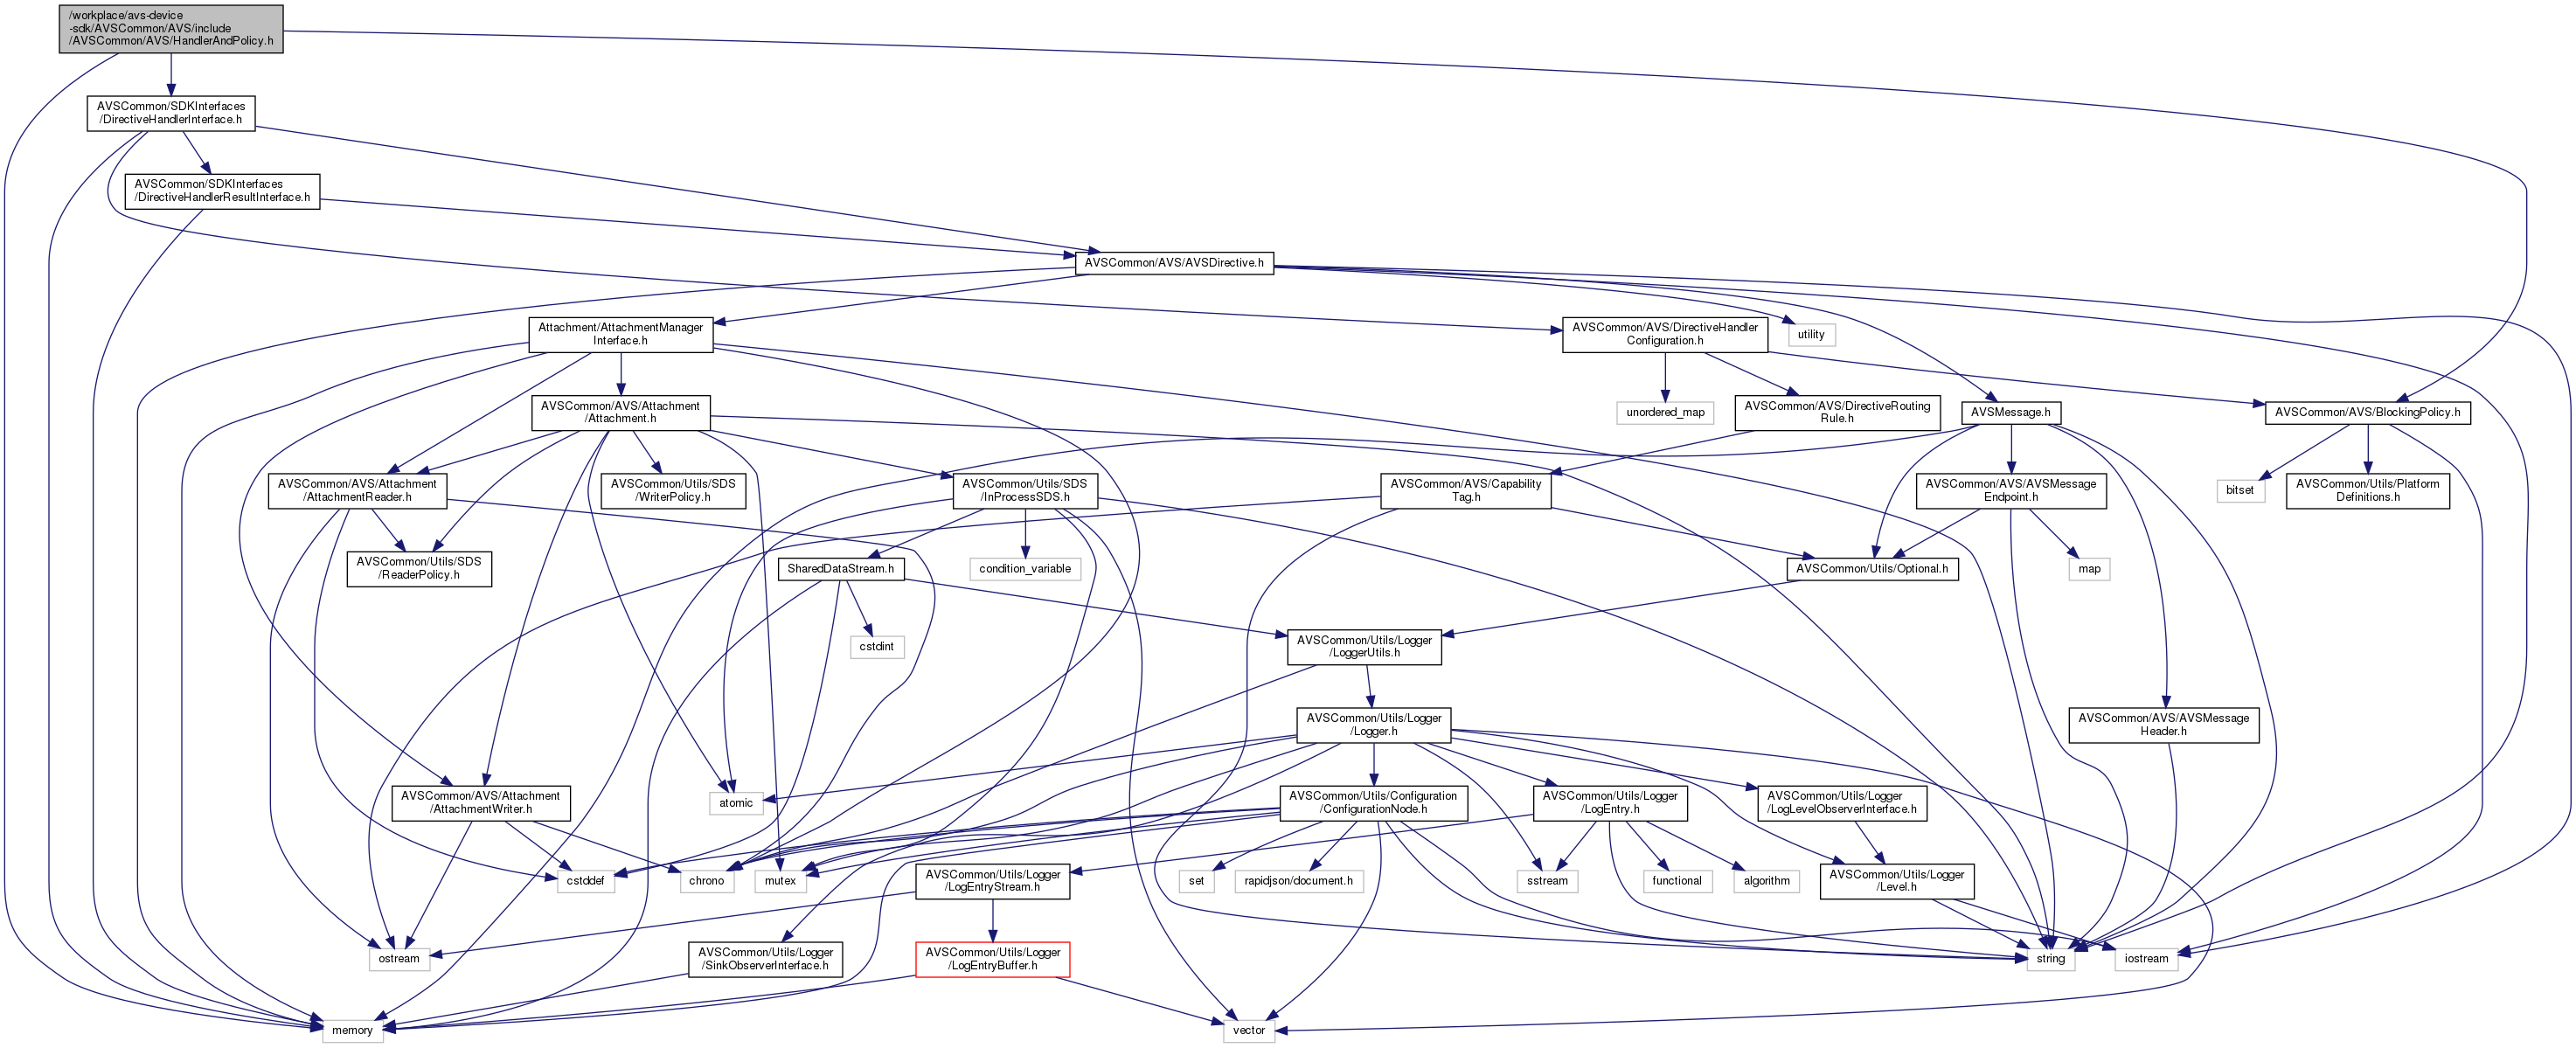 /workplace/avs-device
-sdk/AVSCommon/AVS/include
/AVSCommon/AVS/HandlerAndPolicy.h
AVSCommon/SDKInterfaces
/DirectiveHandlerInterface.h
AVSCommon/SDKInterfaces
/DirectiveHandlerResultInterface.h
AVSCommon/AVS/AVSDirective.h
Attachment/AttachmentManager
Interface.h
AVSCommon/AVS/DirectiveHandler
Configuration.h
utility
AVSCommon/AVS/Attachment
/Attachment.h
unordered_map
AVSCommon/AVS/DirectiveRouting
Rule.h
AVSMessage.h
AVSCommon/AVS/BlockingPolicy.h
AVSCommon/AVS/Attachment
/AttachmentReader.h
AVSCommon/Utils/SDS
/WriterPolicy.h
AVSCommon/Utils/SDS
/InProcessSDS.h
AVSCommon/AVS/Capability
Tag.h
AVSCommon/AVS/AVSMessage
Endpoint.h
bitset
AVSCommon/Utils/Platform
Definitions.h
AVSCommon/Utils/SDS
/ReaderPolicy.h
SharedDataStream.h
condition_variable
AVSCommon/Utils/Optional.h
map
cstdint
AVSCommon/Utils/Logger
/LoggerUtils.h
AVSCommon/Utils/Logger
/Logger.h
AVSCommon/AVS/AVSMessage
Header.h
AVSCommon/AVS/Attachment
/AttachmentWriter.h
atomic
AVSCommon/Utils/Configuration
/ConfigurationNode.h
AVSCommon/Utils/Logger
/LogEntry.h
AVSCommon/Utils/Logger
/LogLevelObserverInterface.h
cstddef
chrono
mutex
AVSCommon/Utils/Logger
/LogEntryStream.h
set
rapidjson/document.h
sstream
functional
algorithm
AVSCommon/Utils/Logger
/Level.h
ostream
AVSCommon/Utils/Logger
/SinkObserverInterface.h
AVSCommon/Utils/Logger
/LogEntryBuffer.h
string
iostream
memory
vector